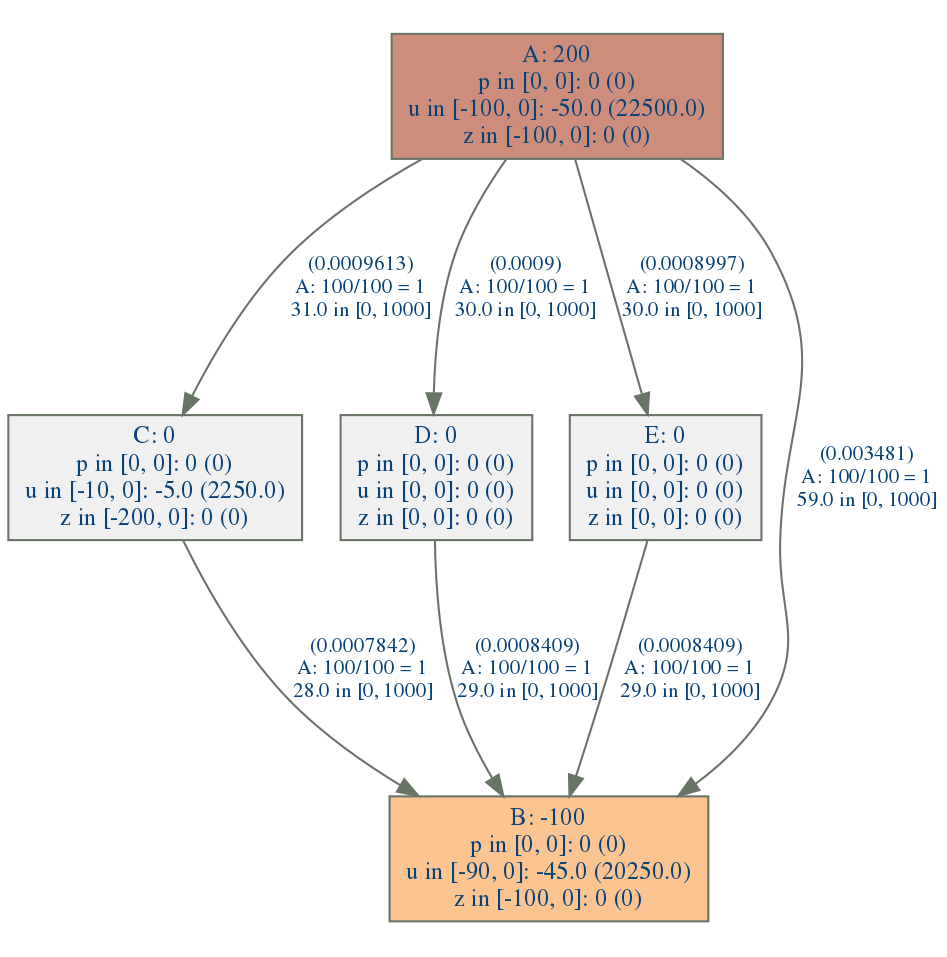 A: 200
p in [0, 0]: 0 (0)
u in [-100, 0]: -50.0 (22500.0)
z in [-100, 0]: 0 (0)
(0.0009613)
A: 100/100 = 1
31.0 in [0, 1000]
(0.0009)
A: 100/100 = 1
30.0 in [0, 1000]
(0.0008997)
A: 100/100 = 1
30.0 in [0, 1000]
C: 0
p in [0, 0]: 0 (0)
u in [-10, 0]: -5.0 (2250.0)
z in [-200, 0]: 0 (0)
D: 0
p in [0, 0]: 0 (0)
u in [0, 0]: 0 (0)
z in [0, 0]: 0 (0)
E: 0
p in [0, 0]: 0 (0)
u in [0, 0]: 0 (0)
z in [0, 0]: 0 (0)
(0.003481)
A: 100/100 = 1
59.0 in [0, 1000]
(0.0007842)
A: 100/100 = 1
28.0 in [0, 1000]
(0.0008409)
A: 100/100 = 1
29.0 in [0, 1000]
(0.0008409)
A: 100/100 = 1
29.0 in [0, 1000]
B: -100
p in [0, 0]: 0 (0)
u in [-90, 0]: -45.0 (20250.0)
z in [-100, 0]: 0 (0)